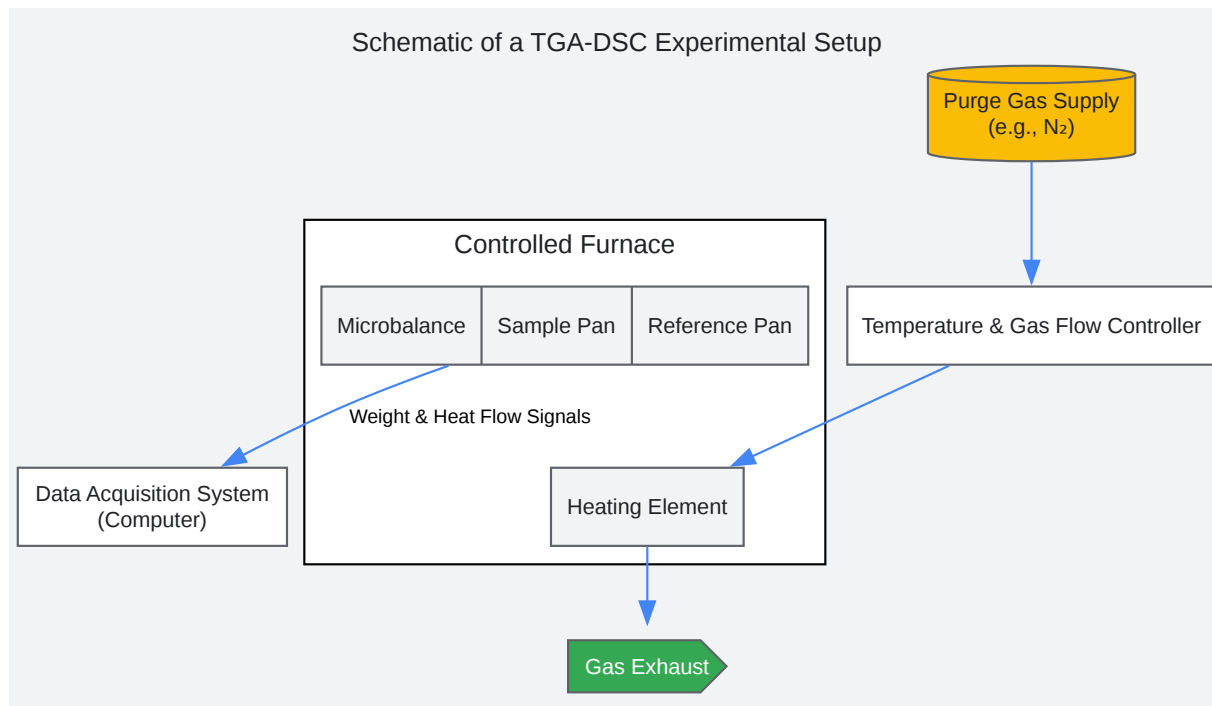 Schematic of a TGA-DSC Experimental Setup
Purge Gas Supply
(e.g., N₂)
Controlled Furnace
Microbalance
Sample Pan
Reference Pan
Temperature & Gas Flow Controller
Weight & Heat Flow Signals
Data Acquisition System
(Computer)
Heating Element
Gas Exhaust